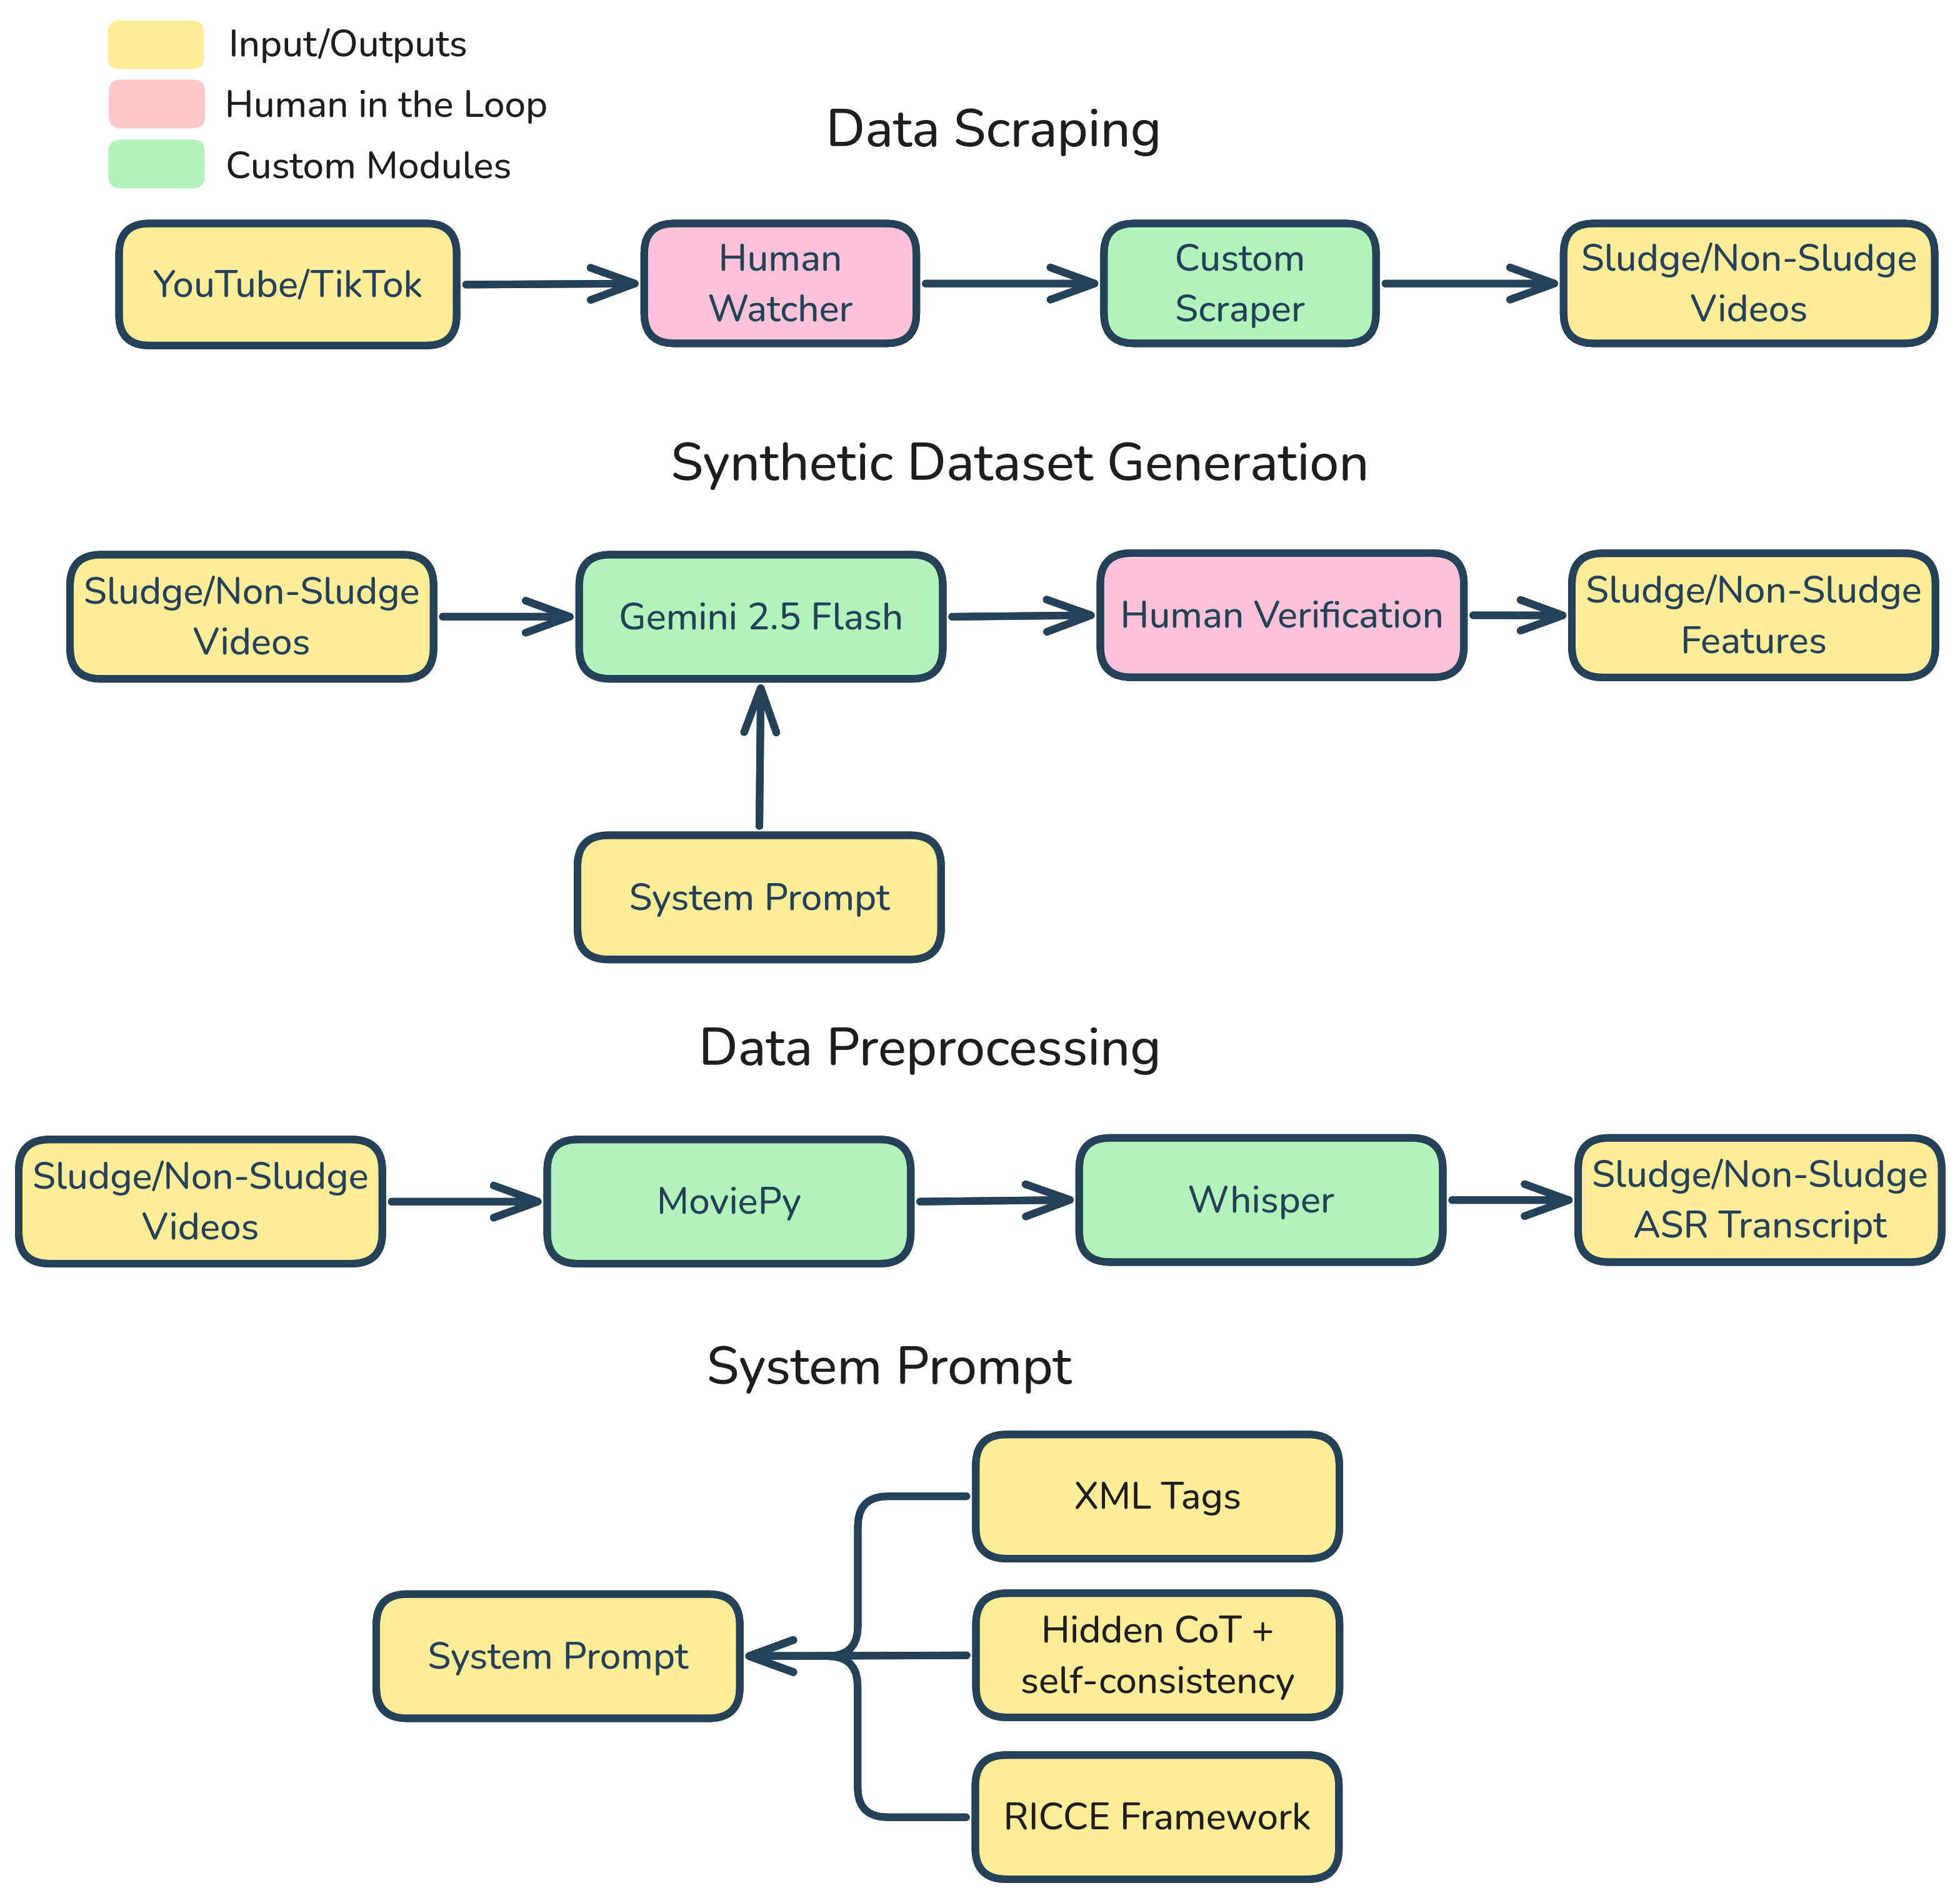 Input/Outputs
Human in the Loop
Custom Modules
Data Scraping
YouTube/TikTok
Human
Watcher
Custom
Scraper
Sludge/Non-Sludge
Videos
Synthetic Dataset Generation
Sludge/Non-Sludge
Videos
Gemini 2.5 Flash
Human Verification
Sludge/Non-Sludge
Features
System Prompt
Data Preprocessing
Sludge/Non-Sludge
Videos
MoviePy
Whisper
Sludge/Non-Sludge
ASR Transcript
System Prompt
XML Tags
System Prompt
Hidden CoT +
self-consistency
RICCE Framework